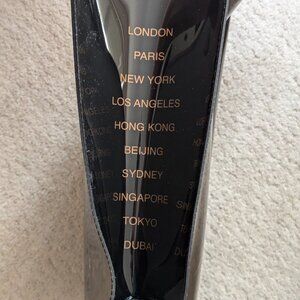 LONDON
PARIS
NEW YORK
LOS ANGELES
HONG KONG
BEIJING
SYDNEY
SINGAPORE
TOKYO
DUBAI